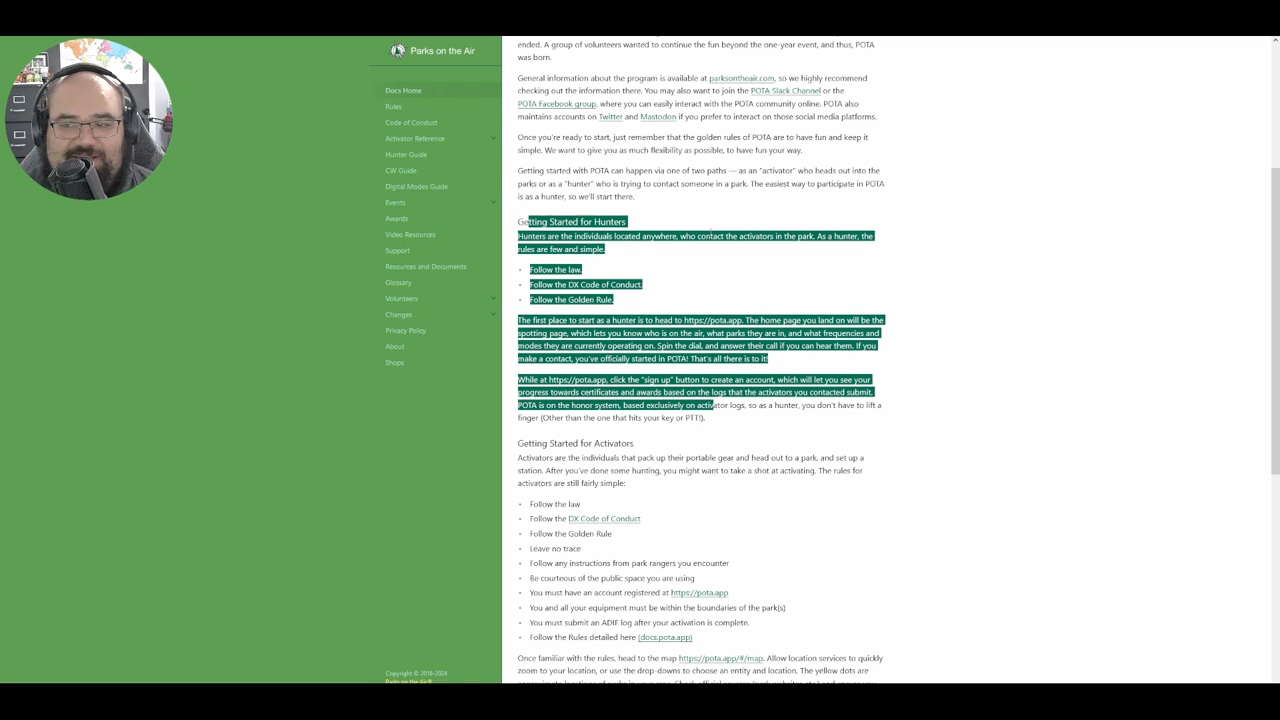 Parks on the Air
Docs Home
Rules
Code of Conduct
Activator Reference
Hunter Guide
CW Guide
Digital Modes Guide
Events
Awards
Video Resources
Support
Resources and Documents
Glossary
Volunteers
Changes
Privacy Policy
About
Shops
Copyright © 2018-2024
Parks on the Air®
ended. A group of volunteers wanted to continue the fun beyond the one-year event, and thus, POTA
was born.
General information about the program is available at parksontheair.com, so we highly recommend
checking out the information there. You may also want to join the POTA Slack Channel or the
POTA Facebook group, where you can easily interact with the POTA community online. POTA also
maintains accounts on Twitter and Mastodon if you prefer to interact on those social media platforms.
Once you're ready to start, just remember that the golden rules of POTA are to have fun and keep it
simple. We want to give you as much flexibility as possible, to have fun your way.
Getting started with POTA can happen via one of two paths — as an "activator" who heads out into the
parks or as a "hunter" who is trying to contact someone in a park. The easiest way to participate in POTA
is as a hunter, so we'll start there.
Getting Started for Hunters
Hunters are the individuals located anywhere, who contact the activators in the park. As a hunter, the
rules are few and simple.
• Follow the law.
• Follow the DX Code of Conduct.
• Follow the Golden Rule.
The first place to start as a hunter is to head to https://pota.app. The home page you land on will be the
spotting page, which lets you know who is on the air, what parks they are in, and what frequencies and
modes they are currently operating on. Spin the dial, and answer their call if you can hear them. If you
make a contact, you've officially started in POTA! That's all there is to it!
While at https://pota.app, click the "sign up" button to create an account, which will let you see your
progress towards certificates and awards based on the logs that the activators you contacted submit.
POTA is on the honor system, based exclusively on activator logs, so as a hunter, you don't have to lift a
finger (Other than the one that hits your key or PTT!).
Getting Started for Activators
Activators are the individuals that pack up their portable gear and head out to a park, and set up a
station. After you've done some hunting, you might want to take a shot at activating. The rules for
activators are still fairly simple:
• Follow the law
• Follow the DX Code of Conduct
• Follow the Golden Rule
• Leave no trace
• Follow any instructions from park rangers you encounter
• Be courteous of the public space you are using
• You must have an account registered at https://pota.app
• You and all your equipment must be within the boundaries of the park(s)
• You must submit an ADIF log after your activation is complete.
• Follow the Rules detailed here (docs.pota.app)
Once familiar with the rules, head to the map https://pota.app/#/map. Allow location services to quickly
zoom to your location, or use the drop-downs to choose an entity and location. The yellow dots are